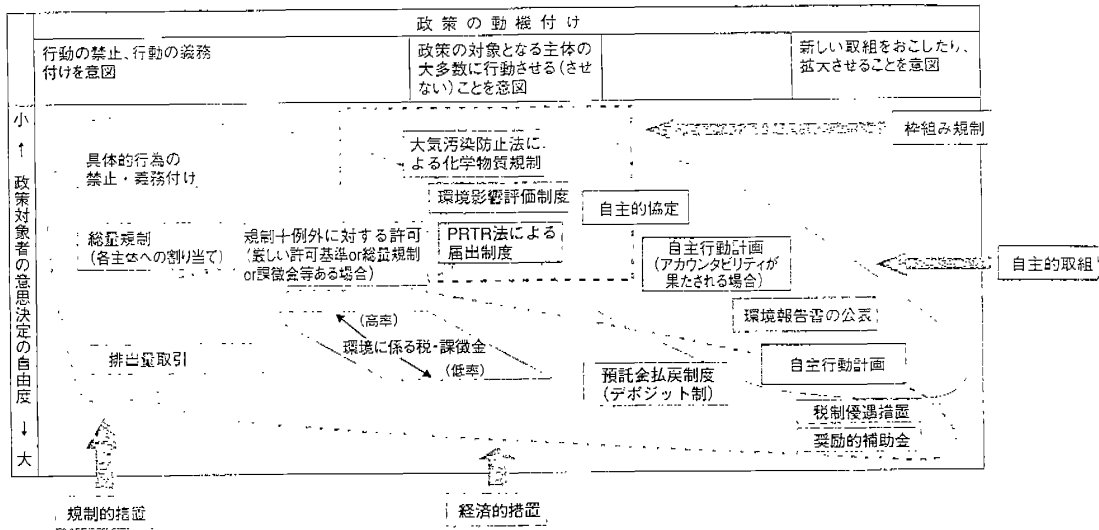 政策の動機付け
行動の禁止、行動の義務
付けを意図
政策の対象となる主体の
大多数に行動させる(させ
ない)ことを意図
新しい取組をおこしたり、
拡大させることを意図
小
↑
政策対象者の意思決定の自由度
↓
大
枠組み規制
大気汚染防止法に
よる化学物質規制
具体的行為の
禁止・義務付け
環境影響評価制度
自主的協定
総量規制
(各主体への割り当て)
規制十例外に対する許可
(厳しい許可基準or総量規制
or課徴金等ある場合)
PRTR法による
届出制度
自主行動計画
(アカウンタビリティが
果たされる場合)
自主的取組
環境報告書の公表
(高率)
環境に係る税・課徴金
(低率)
排出量取引
自主行動計画
預託金払戻制度
(デポジット制)
税制優遇措置
奨励的補助金
規制的措置
経済的措置